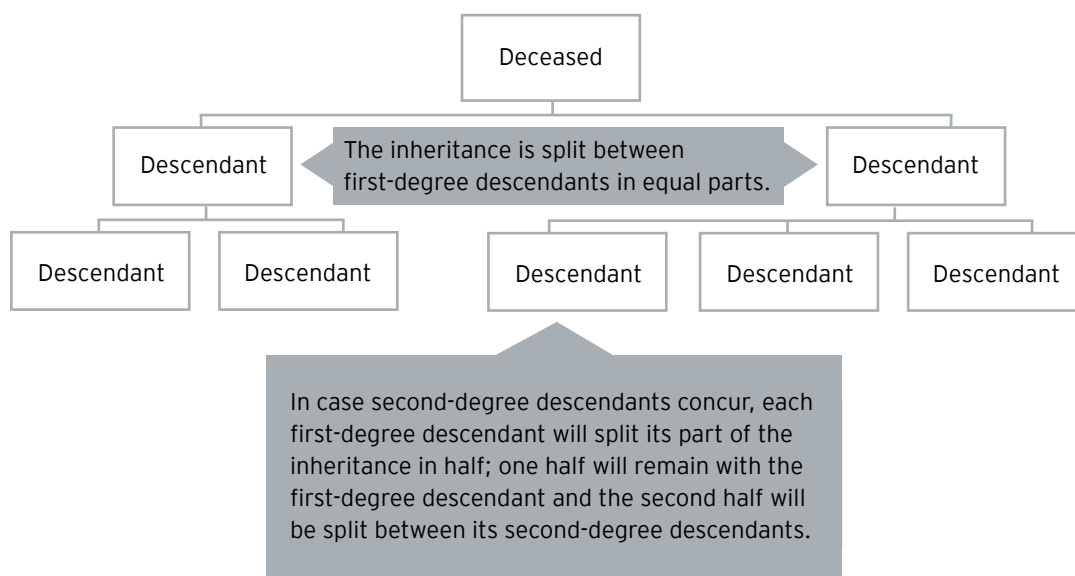 Deceased
Descendant
The inheritance is split between
first-degree descendants in equal parts.
Descendant
Descendant
Descendant
Descendant
Descendant
Descendant
In case second-degree descendants concur, each
first-degree descendant will split its part of the
inheritance in half; one half will remain with the
first-degree descendant and the second half will
be split between its second-degree descendants.